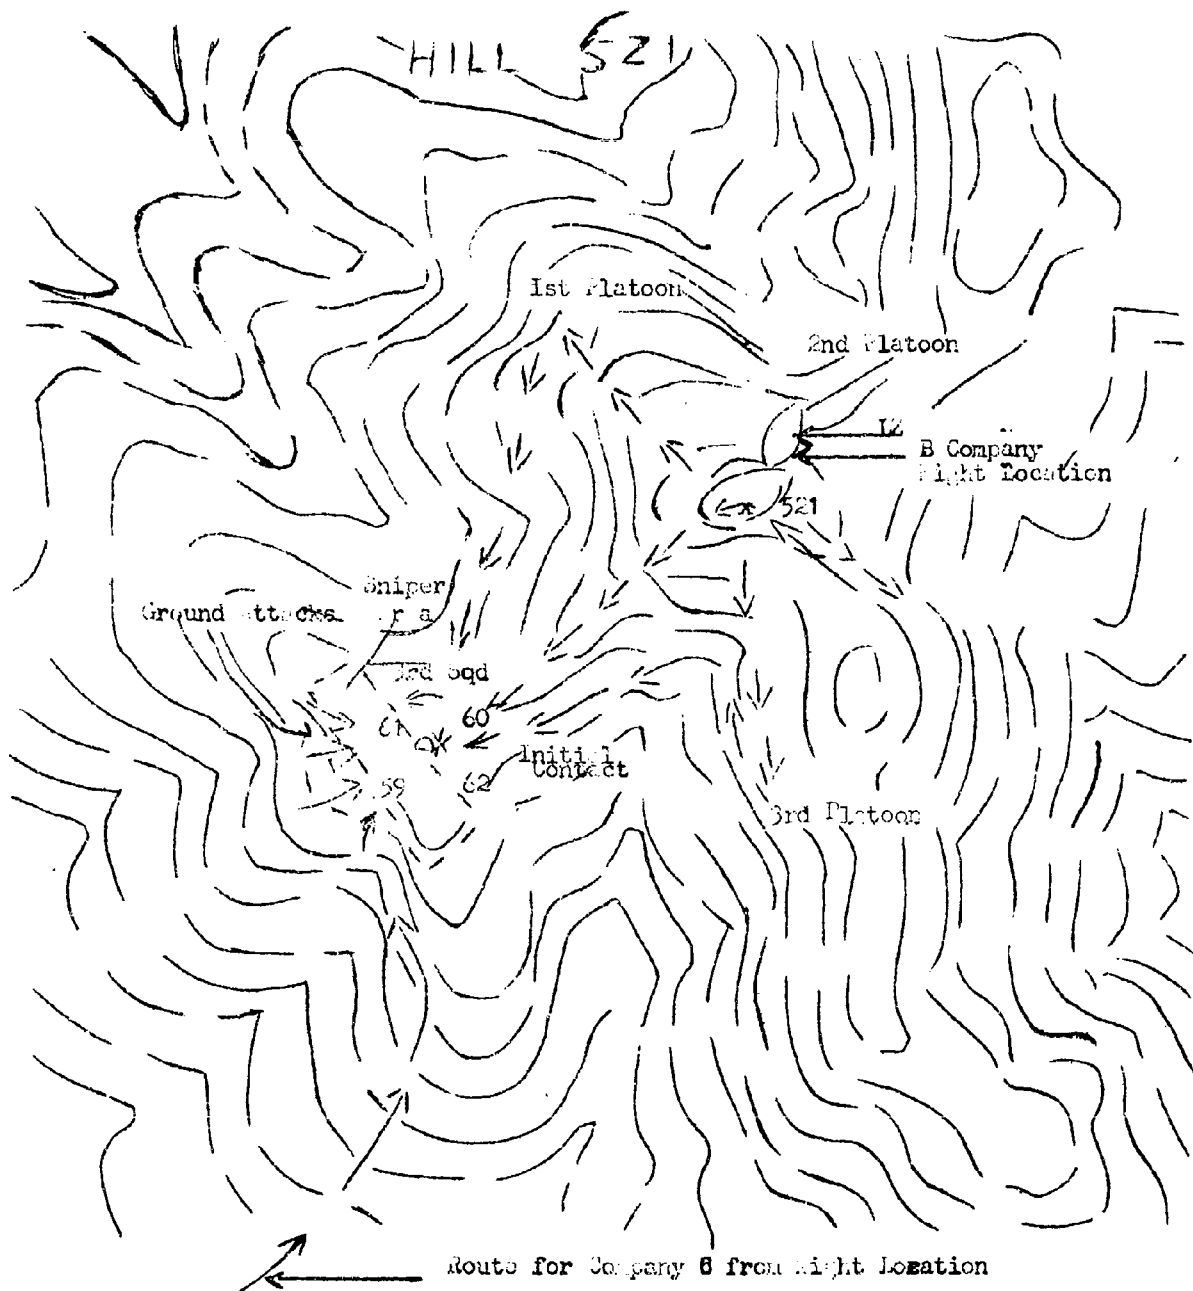 HILL 521
1st Platoon
2nd Platoon
LZ
B Company
Night Location
521
Sniper
Ground attacks
3rd Sqd
61
60
Initial
Contact
59
62
3rd Platoon
Route for Company from Night Location